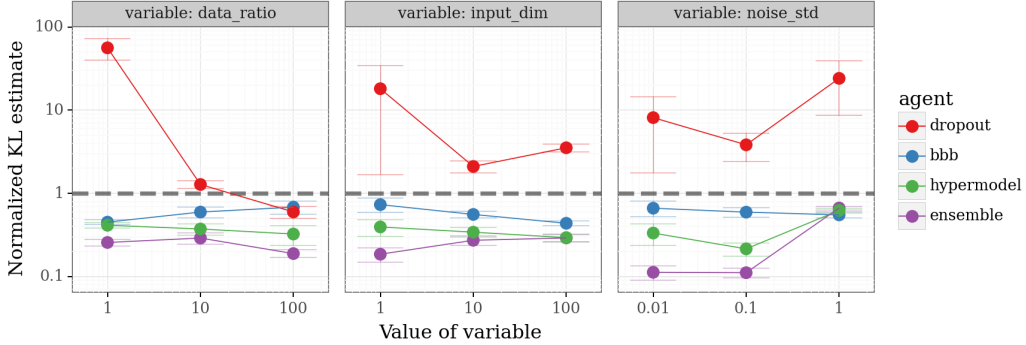 variable: data_ratio
variable: input_dim
variable: noise_std
Normalized KL estimate
100
10
1
0.1
1 10 100
1 10 100
0.01 0.1 1
Value of variable
agent
dropout
bbb
hypermodel
ensemble